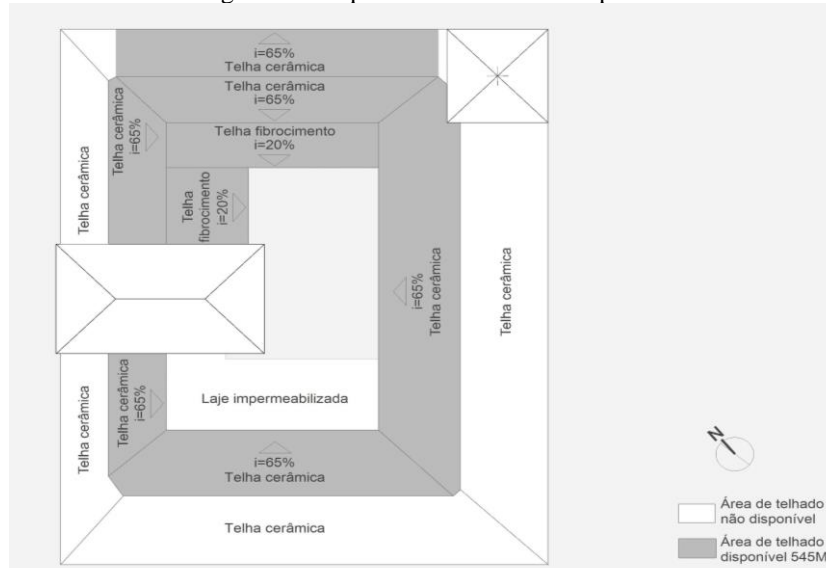 i=65%
Telha cerâmica
Telha cerâmica
i=65%
Telha fibrocimento
i=20%
Telha cerâmica
i=65%
Telha cerâmica
Telha
fibrocimento
i=20%
i=65%
Telha cerâmica
Telha cerâmica
Laje impermeabilizada
Telha cerâmica
i=65%
Telha cerâmica
i=65%
Telha cerâmica
Telha cerâmica
N
Área de telhado
não disponível
Área de telhado
disponível 545M